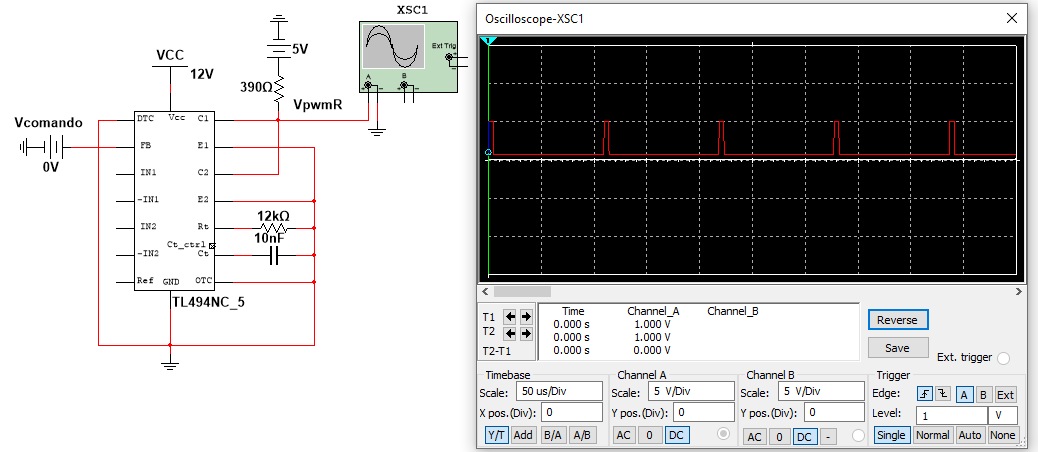 XSC1
Ext Trig
A
B
5V
390Ω
VpwmR
VCC
12V
Vcomando
0V
DTC
FB
IN1
-IN1
IN2
-IN2
Ref
Vcc
GND
C1
E1
C2
E2
Rt
Ct_ctrl
Ct
OTC
12kΩ
10nF
TL494NC_5
Oscilloscope-XSC1
1
T1
T2
T2-T1
Time Channel_A Channel_B
0.000 s 1.000 V
0.000 s 1.000 V
0.000 s 0.000 V
Reverse
Save
Ext. trigger
Timebase
Scale: 50 us/Div
X pos.(Div): 0
Y/T Add B/A A/B
Channel A
Scale: 5 V/Div
Y pos.(Div): 0
AC 0 DC
Channel B
Scale: 5 V/Div
Y pos.(Div): 0
AC 0 DC -
Trigger
Edge: A B Ext
Level: 1 V
Single Normal Auto None